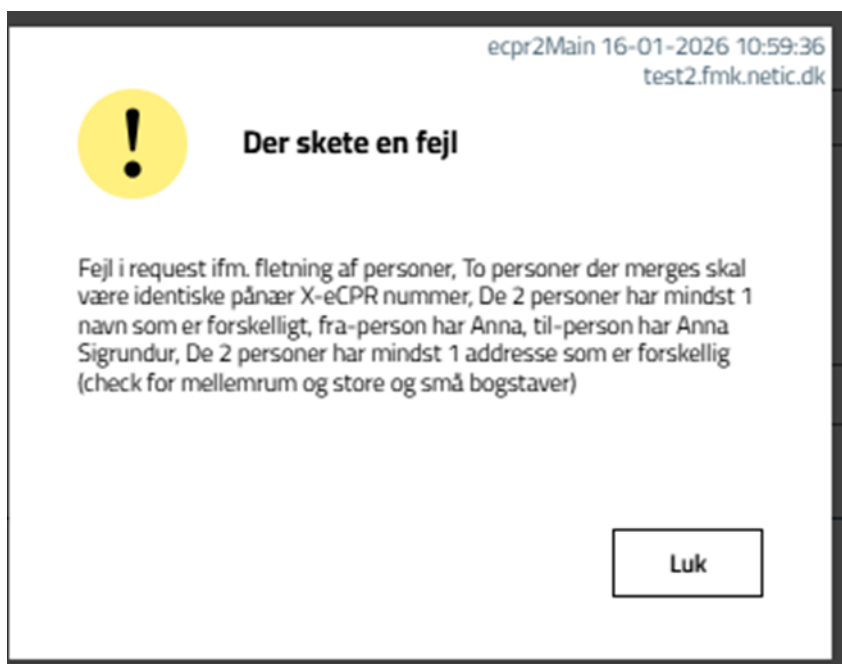 ecpr2Main 16-01-2026 10:59:36
test2.fmk.netic.dk
!
Der skete en fejl
Fejl i request ifm. fletning af personer, To personer der merges skal
være identiske pånær X-eCPR nummer, De 2 personer har mindst 1
navn som er forskelligt, fra-person har Anna, til-person har Anna
Sigrundur, De 2 personer har mindst 1 addresse som er forskellig
(check for mellemrum og store og små bogstaver)
Luk